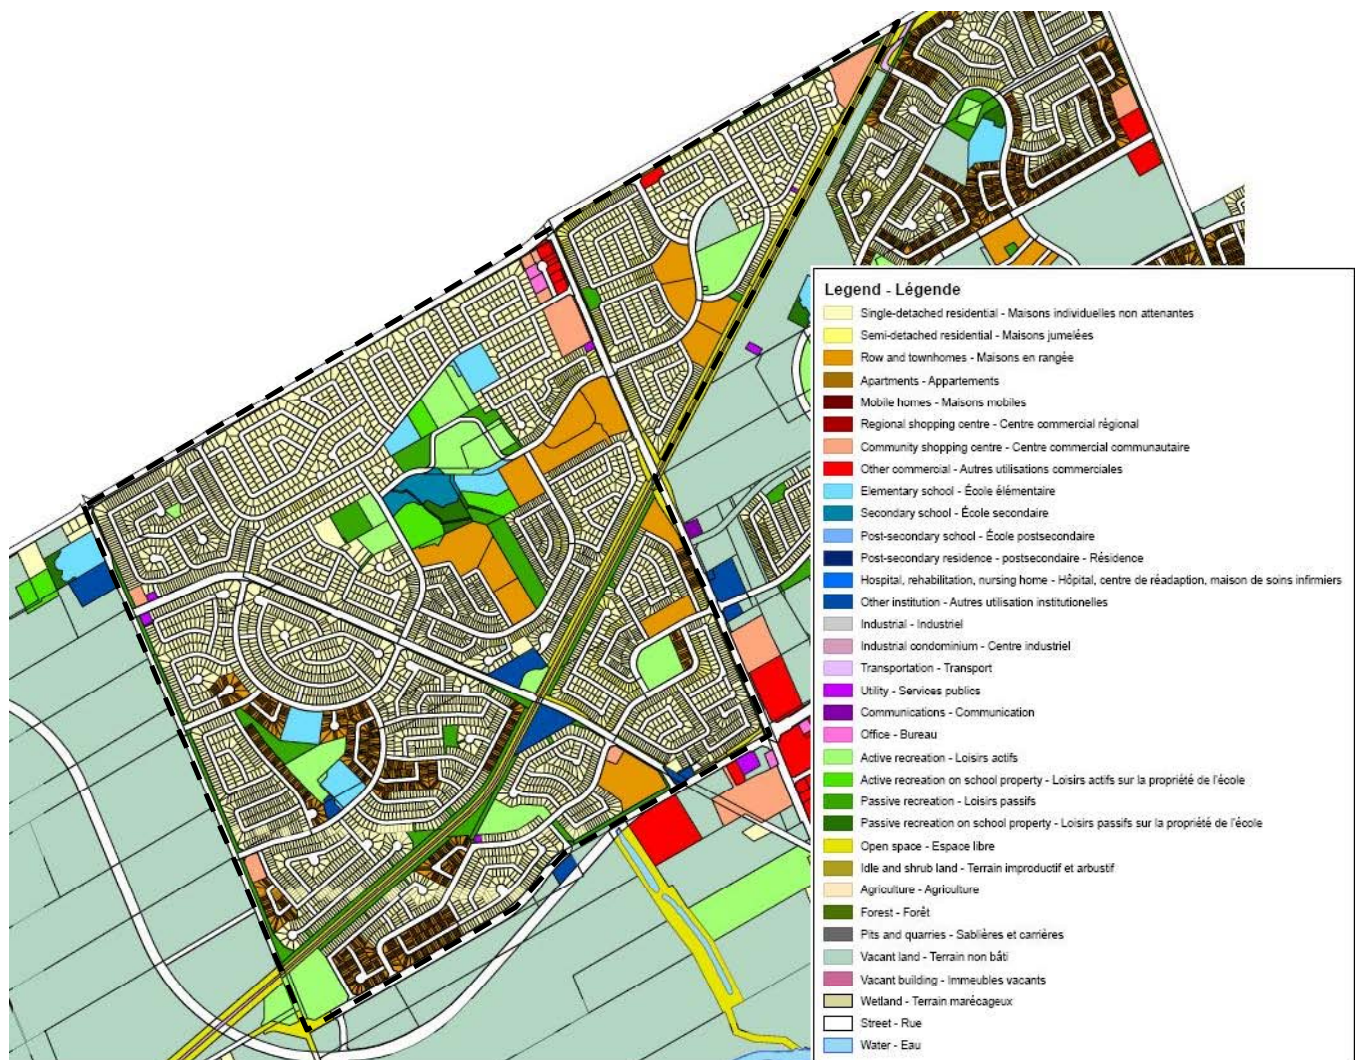 Legend - Légende
Single-detached residential - Maisons individuelles non attenantes
Semi-detached residential - Maisons jumelées
Row and townhomes - Maisons en rangée
Apartments - Appartements
Mobile homes - Maisons mobiles
Regional shopping centre - Centre commercial régional
Community shopping centre - Centre commercial communautaire
Other commercial - Autres utilisations commerciales
Elementary school - École élémentaire
Secondary school - École secondaire
Post-secondary school - École postsecondaire
Post-secondary residence - postsecondaire - Résidence
Hospital, rehabilitation, nursing home - Hôpital, centre de réadaption, maison de soins infirmiers
Other institution - Autres utilisation institutionelles
Industrial - Industriel
Industrial condominium - Centre industriel
Transportation - Transport
Utility - Services publics
Communications - Communication
Office - Bureau
Active recreation - Loisirs actifs
Active recreation on school property - Loisirs actifs sur la propriété de l'école
Passive recreation - Loisirs passifs
Passive recreation on school property - Loisirs passifs sur la propriété de l'école
Open space - Espace libre
Idle and shrub land - Terrain improductif et arbustif
Agriculture - Agriculture
Forest - Forêt
Pits and quarries - Sablières et carrières
Vacant land - Terrain non bâti
Vacant building - Immeubles vacants
Wetland - Terrain marécageux
Street - Rue
Water - Eau